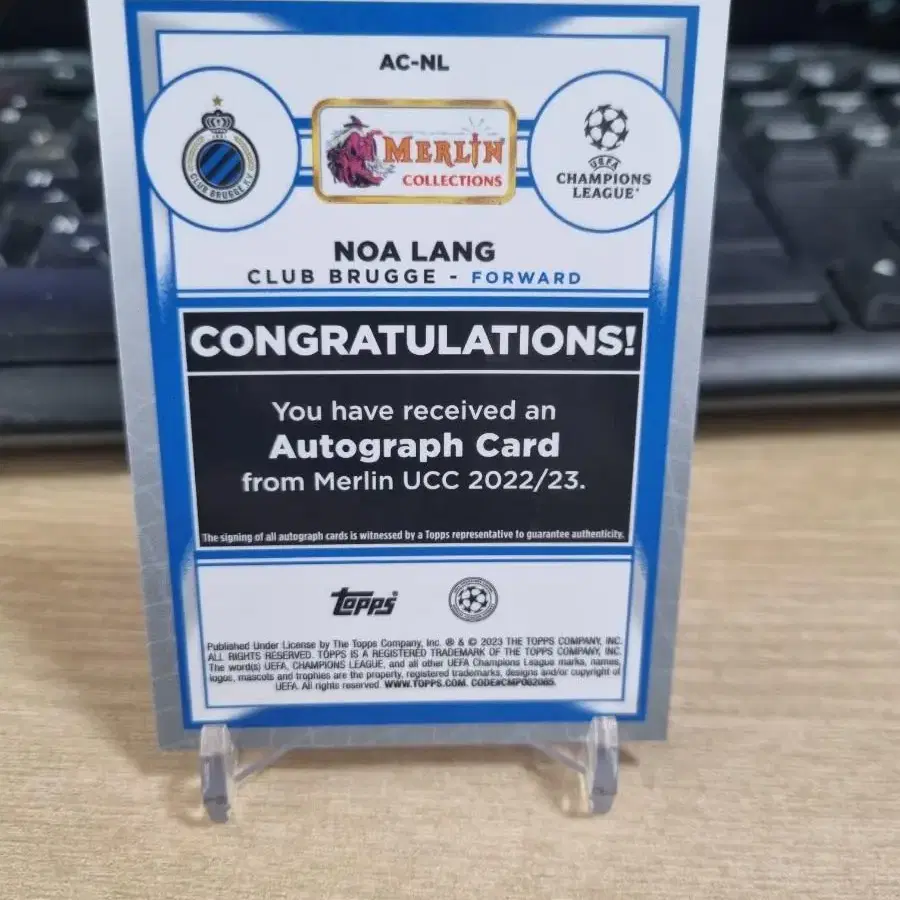 AC-NL
CLUB BRUGGE K.V.
MERLIN
COLLECTIONS
UEFA
CHAMPIONS
LEAGUE
NOA LANG
CLUB BRUGGE - FORWARD
CONGRATULATIONS!
You have received an
Autograph Card
from Merlin UCC 2022/23.
The signing of all autograph cards is witnessed by a Topps representative to guarantee authenticity.
topps
Published Under License by The Topps Company, Inc. ® & © 2023 THE TOPPS COMPANY, INC.
ALL RIGHTS RESERVED. TOPPS IS A REGISTERED TRADEMARK OF THE TOPPS COMPANY, INC.
The word(s) UEFA, CHAMPIONS LEAGUE, and all other UEFA Champions League marks, names,
logos, mascots and trophies are the property, registered trademarks, designs and/or copyright of
UEFA. All rights reserved. WWW.TOPPS.COM. CODE#CMP082085.